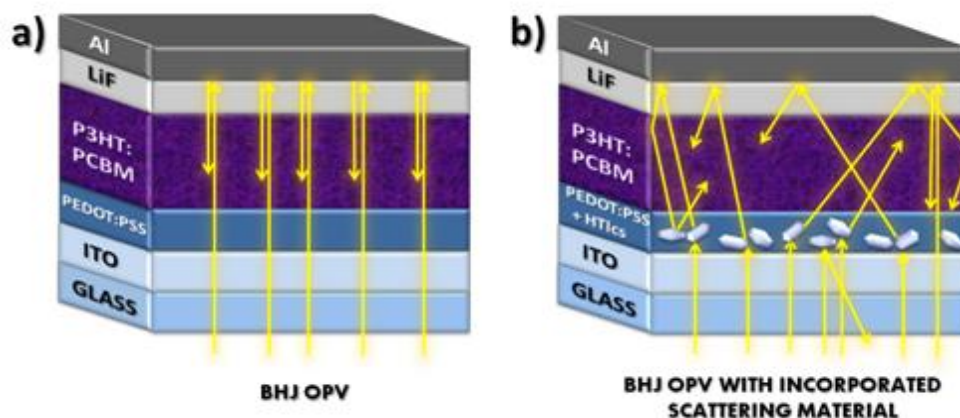 a)
Al
LiF
P3HT:
PCBM
PEDOT:PSS
ITO
GLASS
BHJ OPV
b)
Al
LiF
P3HT:
PCBM
PEDOT:PSS
+ HTlcs
ITO
GLASS
BHJ OPV WITH INCORPORATED
SCATTERING MATERIAL